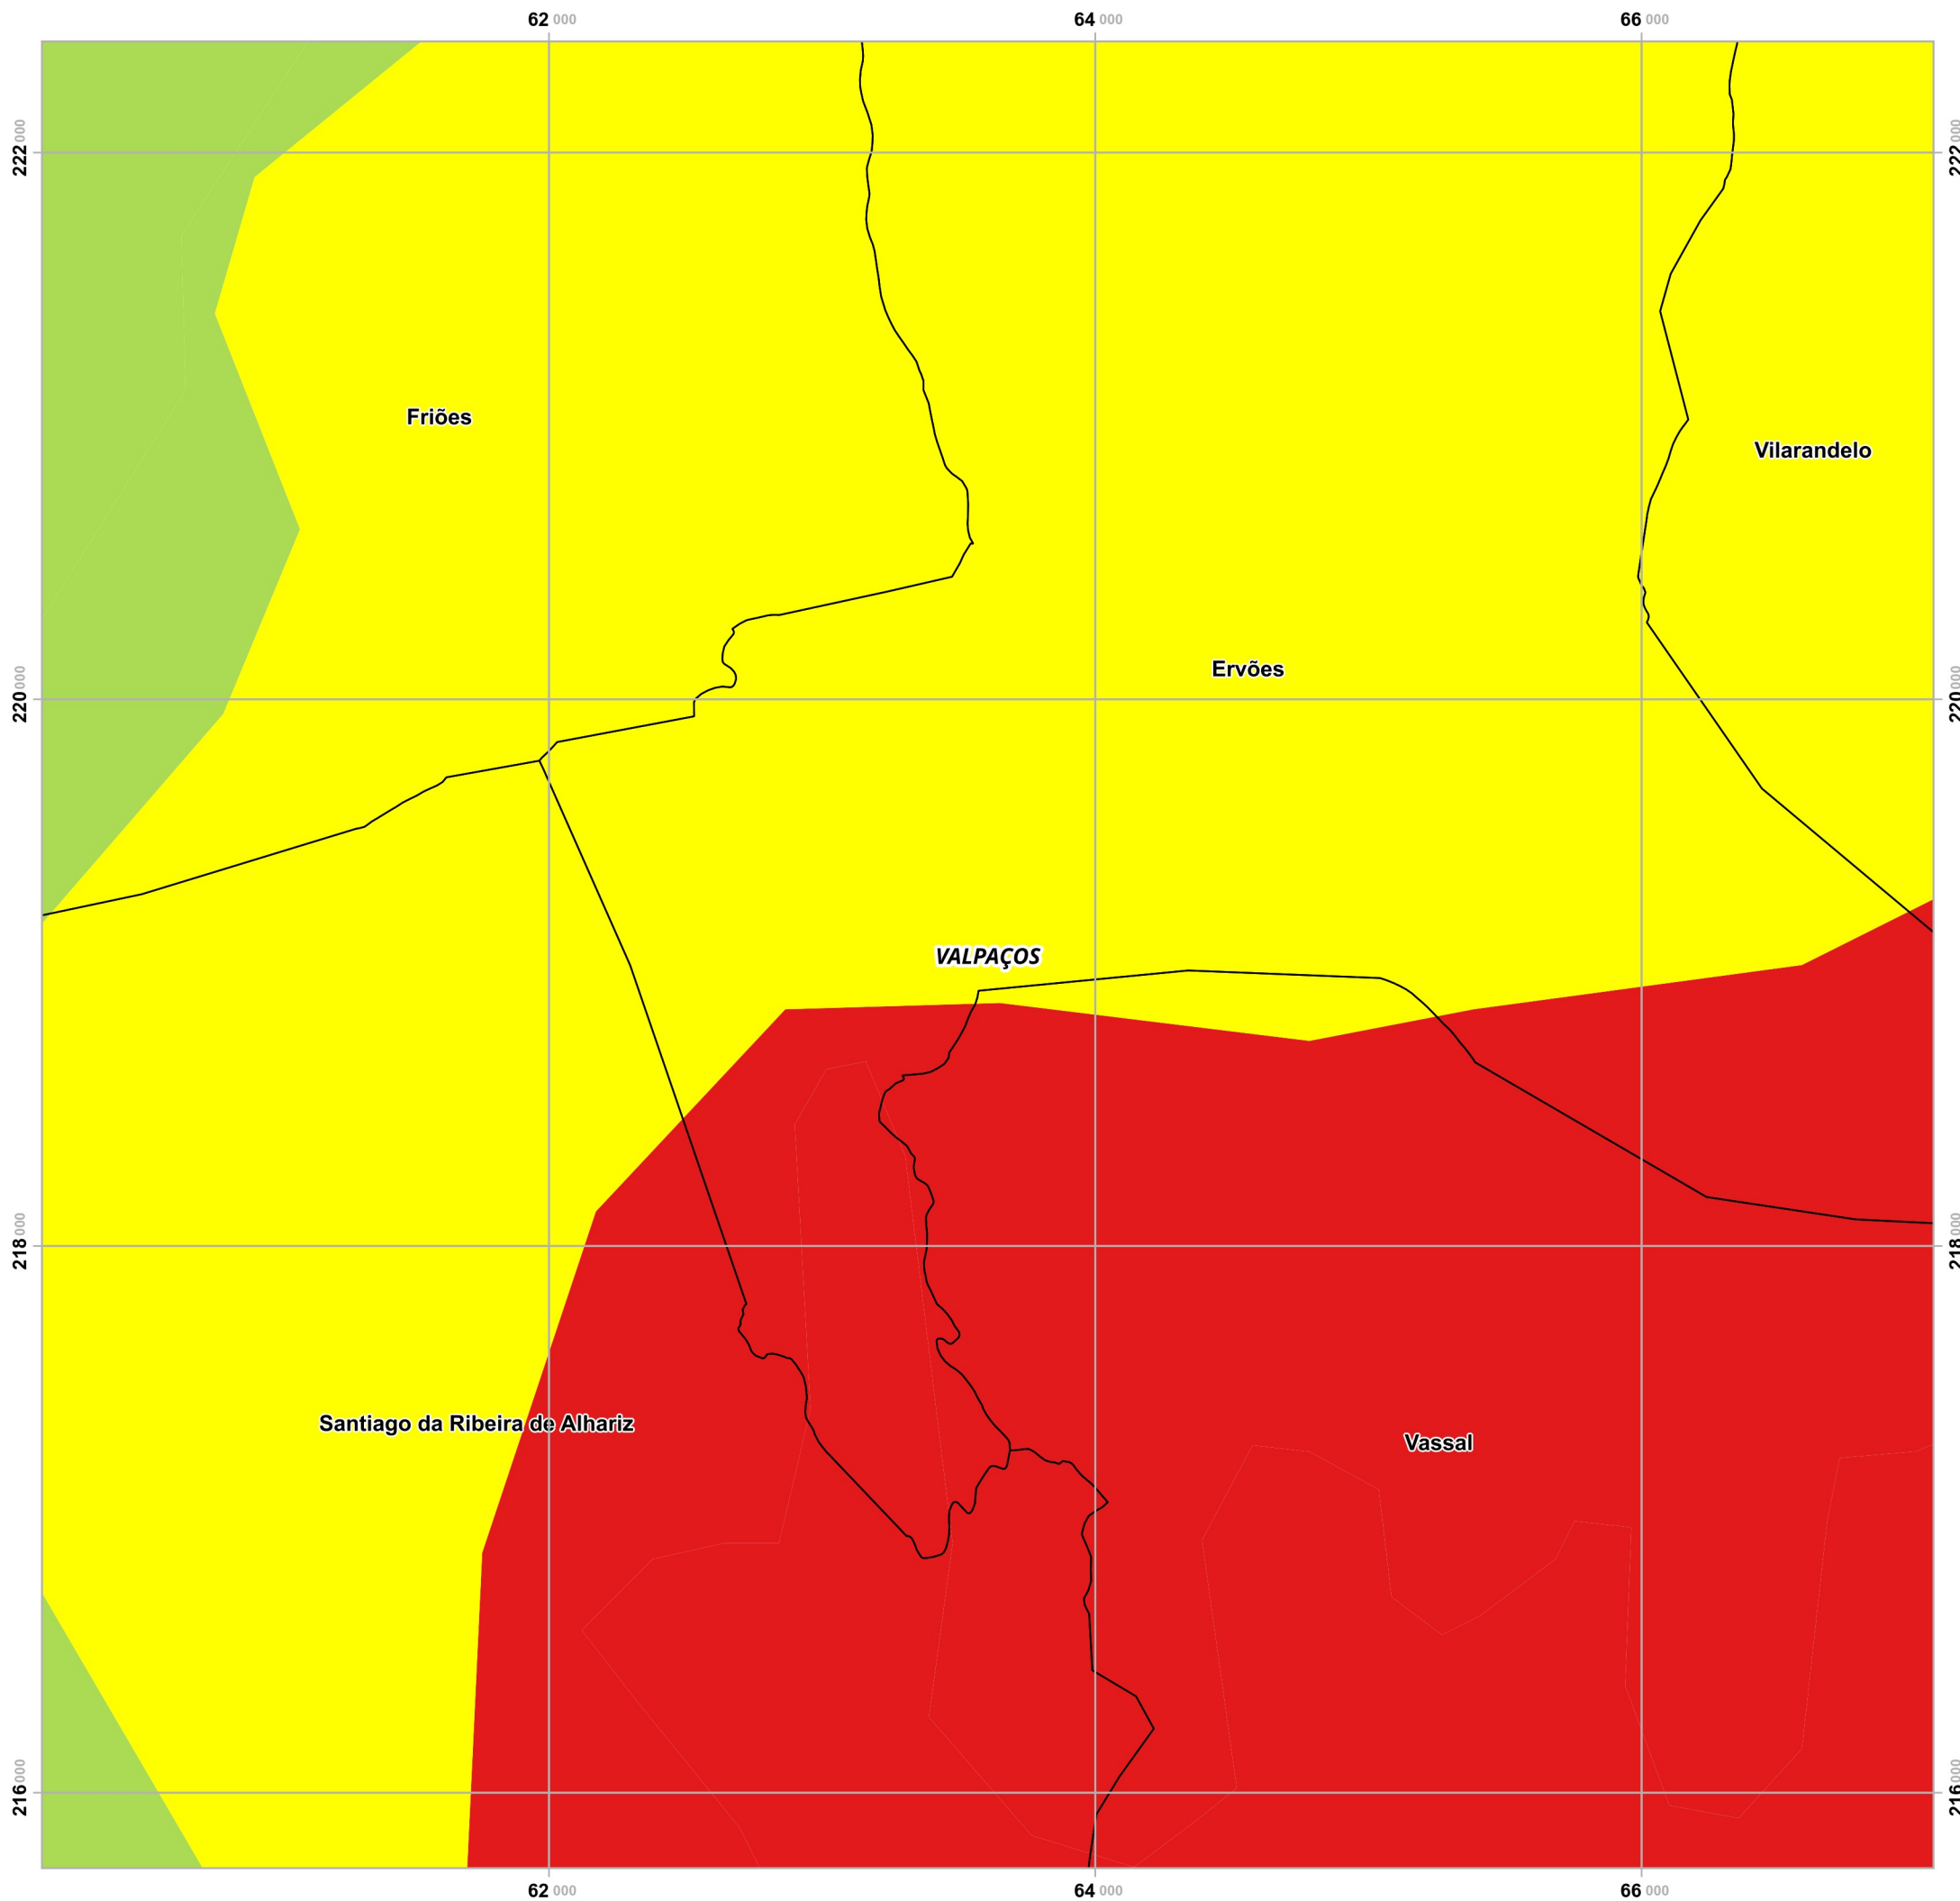 62 000
64 000
66 000
222 000
222 000
Friões
Vilarandelo
Ervões
220 000
220 000
VALPAÇOS
218 000
218 000
Santiago da Ribeira de Alhariz
Vassal
216 000
216 000
62 000
64 000
66 000